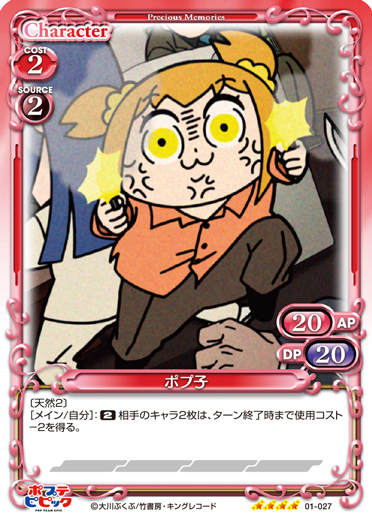 Precious Memories
Character
COST
2
SOURCE
2
20 AP
DP 20
ポプ子
[天然2]
[メイン/自分]:2相手のキャラ2枚は、ターン終了時まで使用コスト
−2を得る。
ポプテピピック
POP TEAM EPIC
©大川ぶくぶ/竹書房・キングレコード
★★★★ 01-027